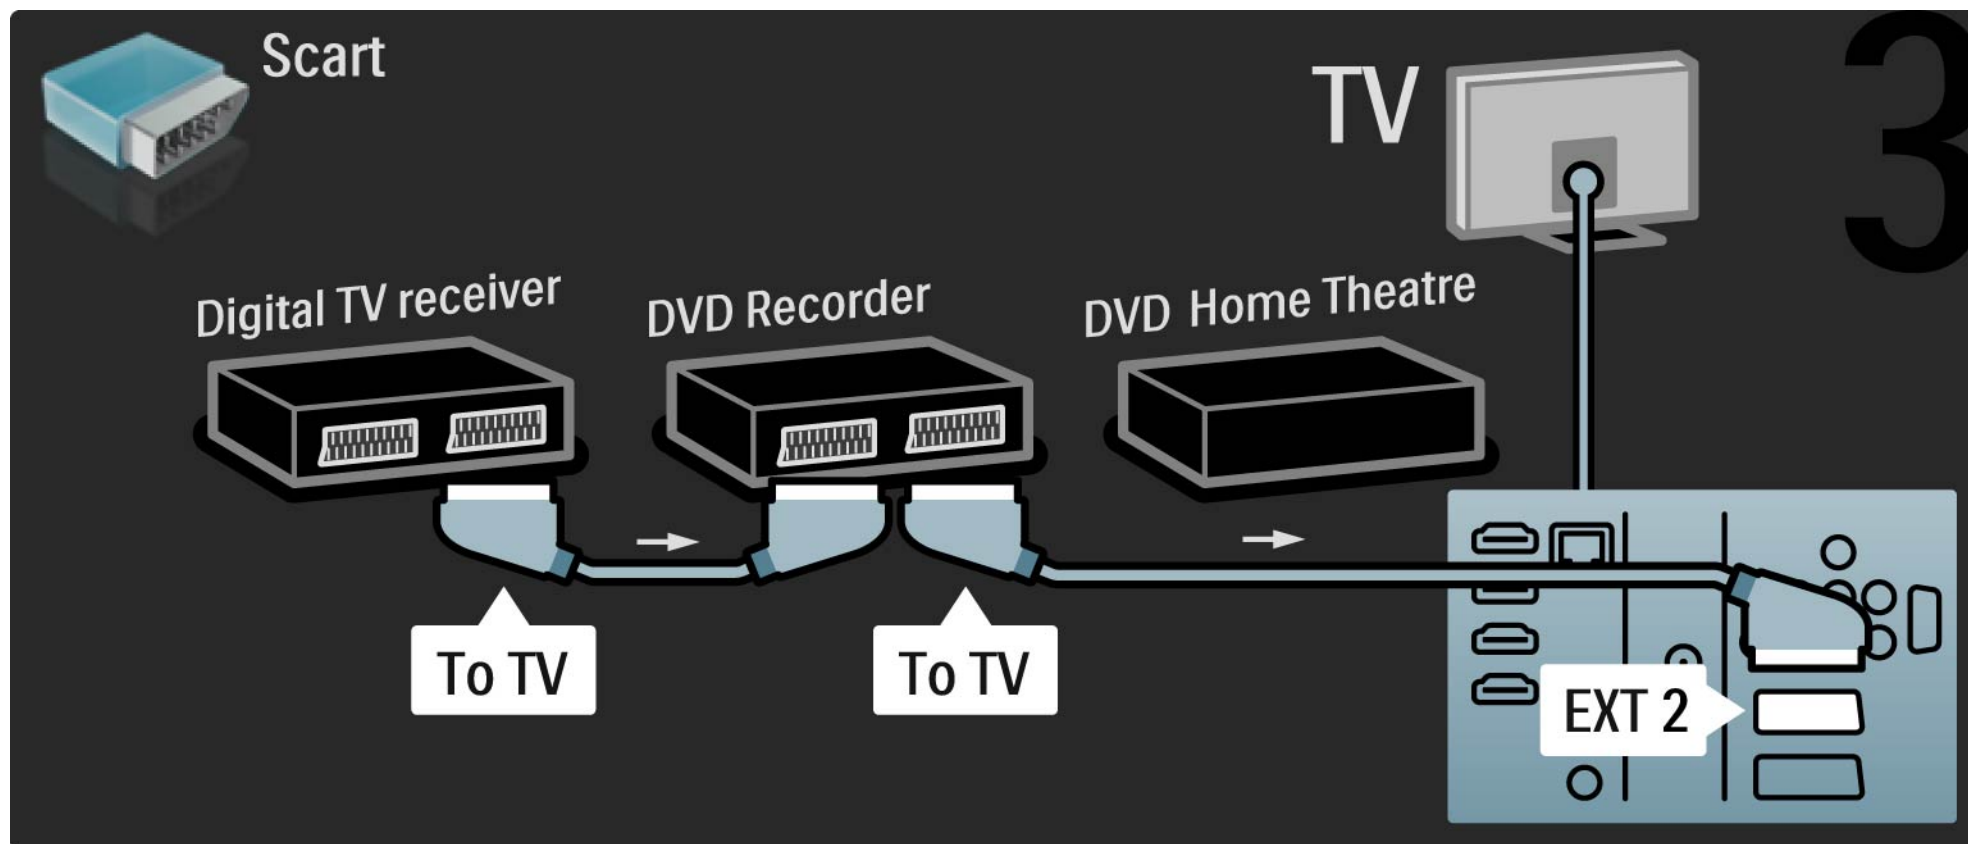 Scart
TV
3
Digital TV receiver
DVD Recorder
DVD Home Theatre
To TV
To TV
EXT 2